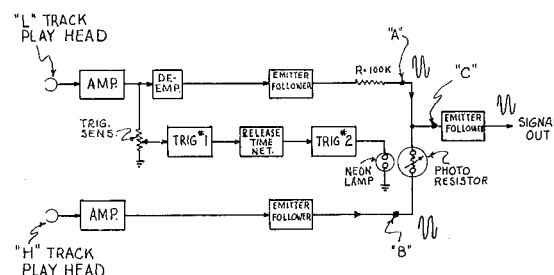 "L" TRACK
PLAY HEAD
"A"
AMP.
DE-
EMP.
EMITTER
FOLLOWER
R=100K
"C"
EMITTER
FOLLOWER
SIGNA
OUT
TRIG.
SENS.
TRIG #1
RELEASE
TIME
NET.
TRIG #2
NEON
LAMP
PHOTO
RESISTOR
AMP.
EMITTER
FOLLOWER
"B"
"H" TRACK
PLAY HEAD